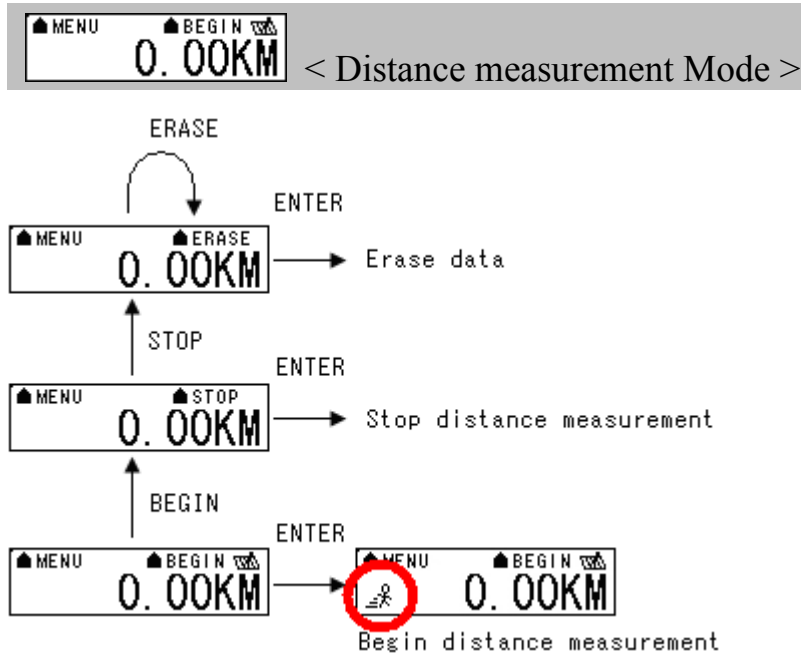 MENU BEGIN
0.00KM < Distance measurement Mode >
ERASE
ENTER
MENU ERASE
0.00KM Erase data
STOP
ENTER
MENU STOP
0.00KM Stop distance measurement
BEGIN
ENTER
MENU BEGIN MENU BEGIN
0.00KM 0.00KM
Begin distance measurement